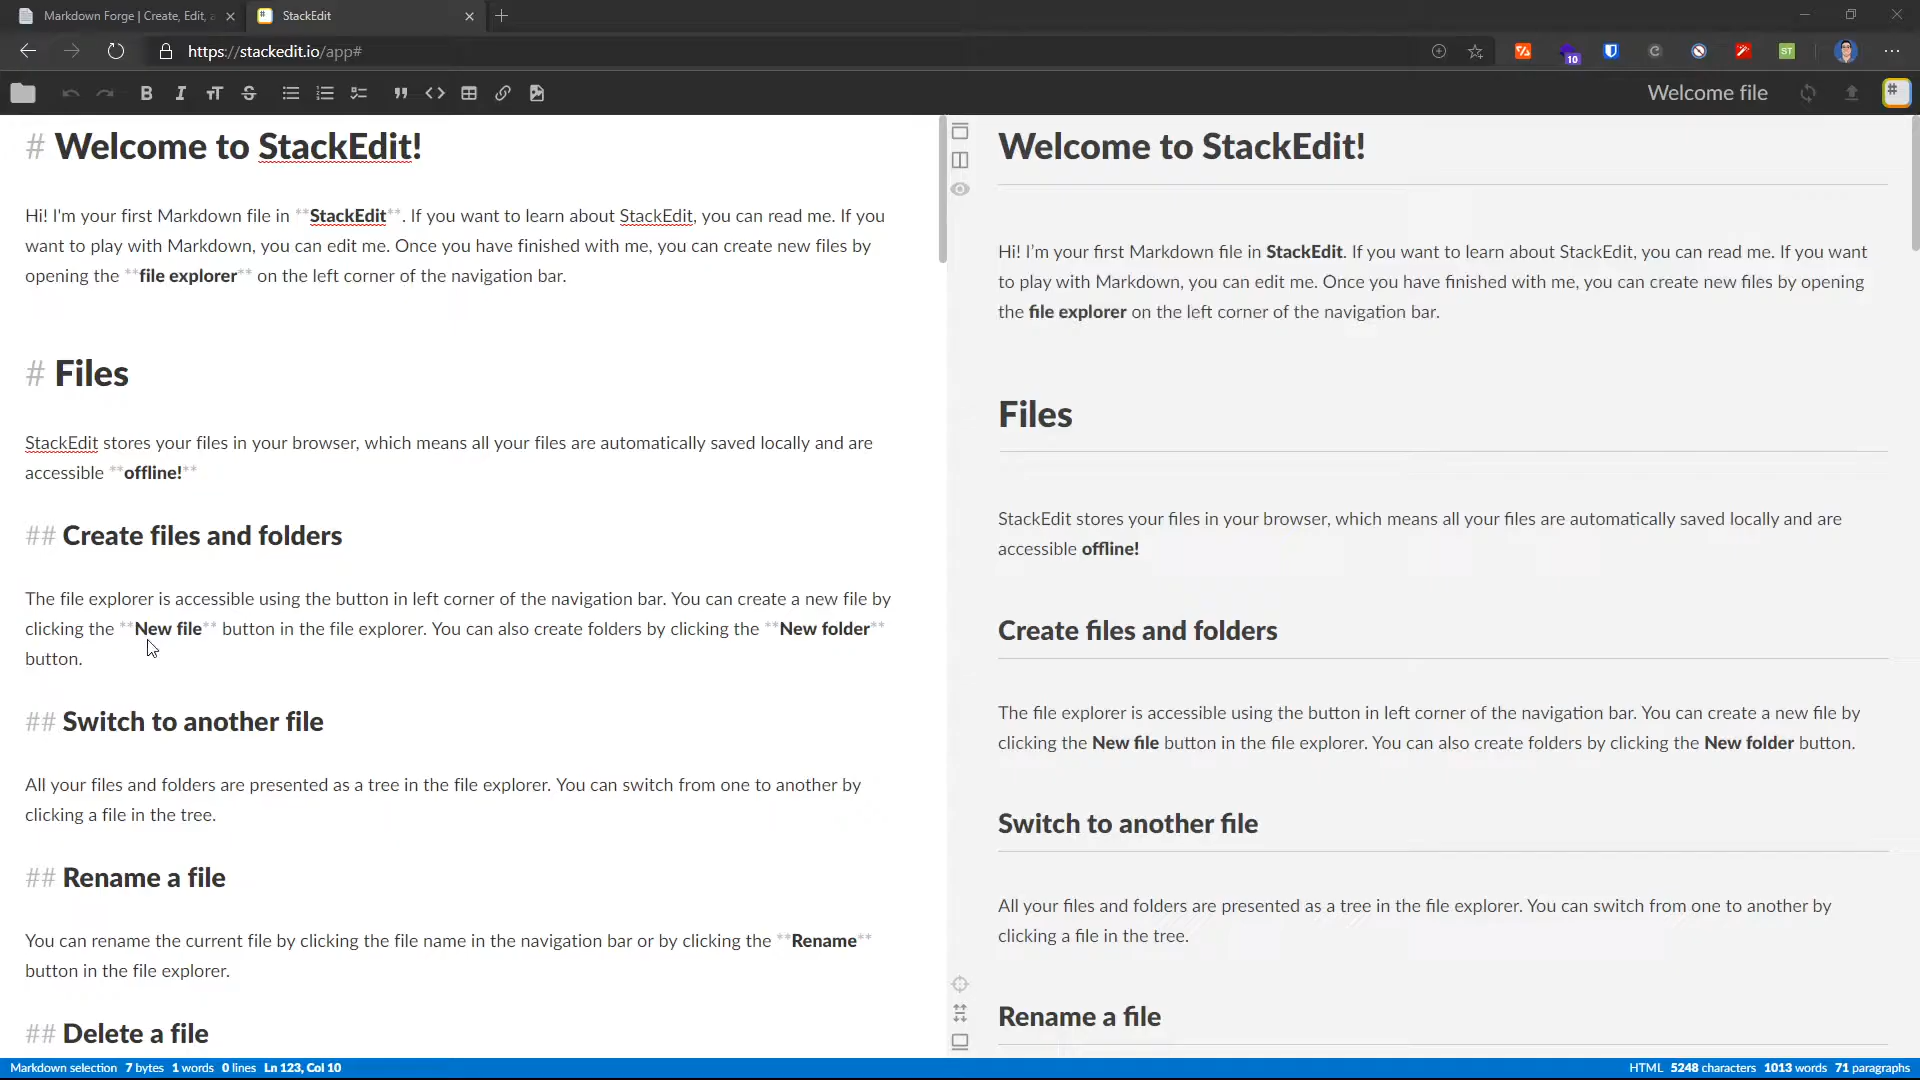 Markdown Forge | Create, Edit, a
StackEdit
https://stackedit.io/app#
10
ST
Welcome file
# Welcome to StackEdit!
Hi! I'm your first Markdown file in **StackEdit**. If you want to learn about StackEdit, you can read me. If you
want to play with Markdown, you can edit me. Once you have finished with me, you can create new files by
opening the **file explorer** on the left corner of the navigation bar.
# Files
StackEdit stores your files in your browser, which means all your files are automatically saved locally and are
accessible **offline!**
## Create files and folders
The file explorer is accessible using the button in left corner of the navigation bar. You can create a new file by
clicking the **New file** button in the file explorer. You can also create folders by clicking the **New folder**
button.
## Switch to another file
All your files and folders are presented as a tree in the file explorer. You can switch from one to another by
clicking a file in the tree.
## Rename a file
You can rename the current file by clicking the file name in the navigation bar or by clicking the **Rename**
button in the file explorer.
## Delete a file
Welcome to StackEdit!
Hi! I’m your first Markdown file in StackEdit. If you want to learn about StackEdit, you can read me. If you want
to play with Markdown, you can edit me. Once you have finished with me, you can create new files by opening
the file explorer on the left corner of the navigation bar.
Files
StackEdit stores your files in your browser, which means all your files are automatically saved locally and are
accessible offline!
Create files and folders
The file explorer is accessible using the button in left corner of the navigation bar. You can create a new file by
clicking the New file button in the file explorer. You can also create folders by clicking the New folder button.
Switch to another file
All your files and folders are presented as a tree in the file explorer. You can switch from one to another by
clicking a file in the tree.
Rename a file
Markdown selection 7 bytes 1 words 0 lines Ln 123, Col 10
HTML 5248 characters 1013 words 71 paragraphs